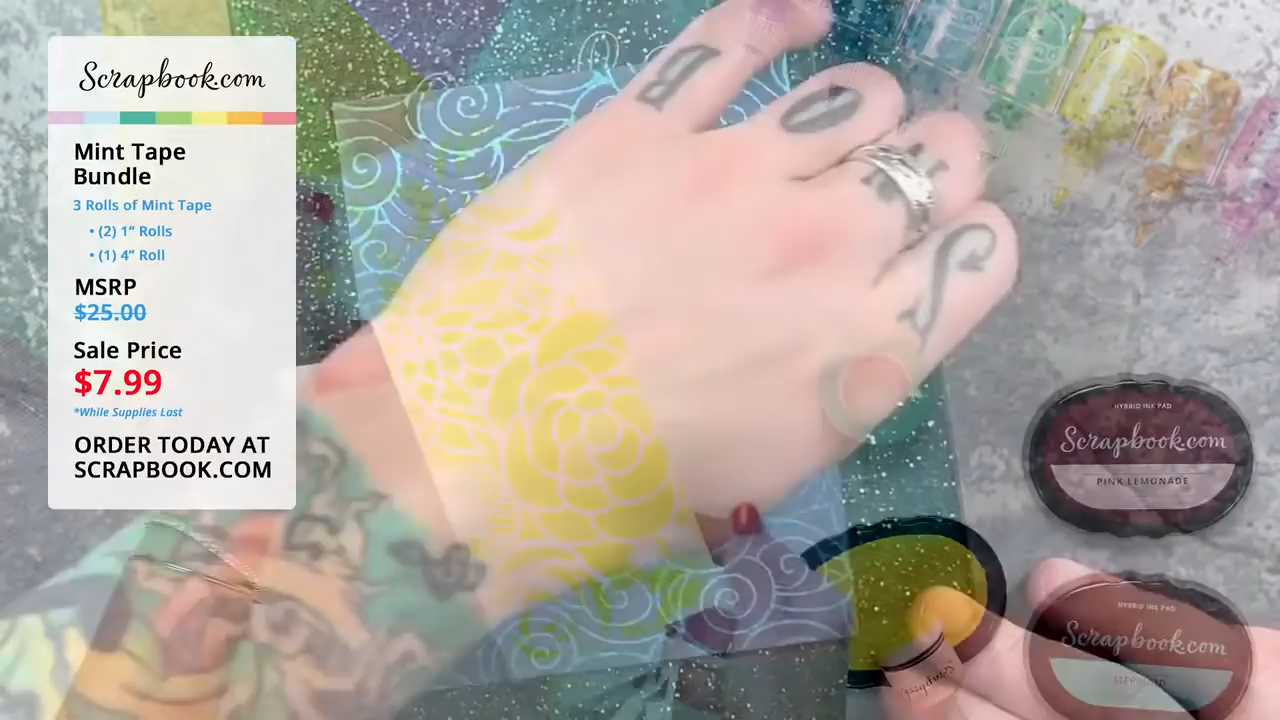 Scrapbook.com
Mint Tape
Bundle
3 Rolls of Mint Tape
• (2) 1“ Rolls
• (1) 4” Roll
MSRP
$25.00
Sale Price
$7.99
*While Supplies Last
ORDER TODAY AT
SCRAPBOOK.COM
HYBRID INK PAD
Scrapbook.com
PINK LEMONADE
HYBRID INK PAD
Scrapbook.com